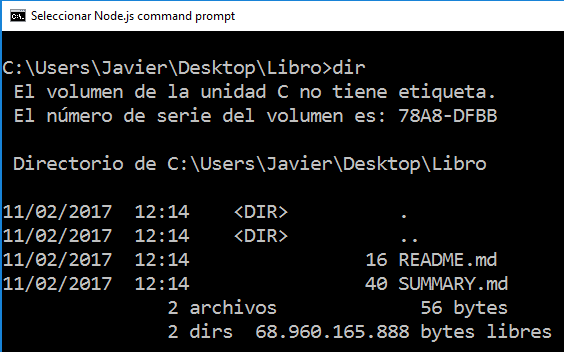 Seleccionar Node.js command prompt
C:\Users\Javier\Desktop\Libro>dir
El volumen de la unidad C no tiene etiqueta.
El número de serie del volumen es: 78A8-DFBB
Directorio de C:\Users\Javier\Desktop\Libro
11/02/2017  12:14    <DIR>          .
11/02/2017  12:14    <DIR>          ..
11/02/2017  12:14                16 README.md
11/02/2017  12:14                40 SUMMARY.md
2 archivos             56 bytes
2 dirs  68.960.165.888 bytes libres